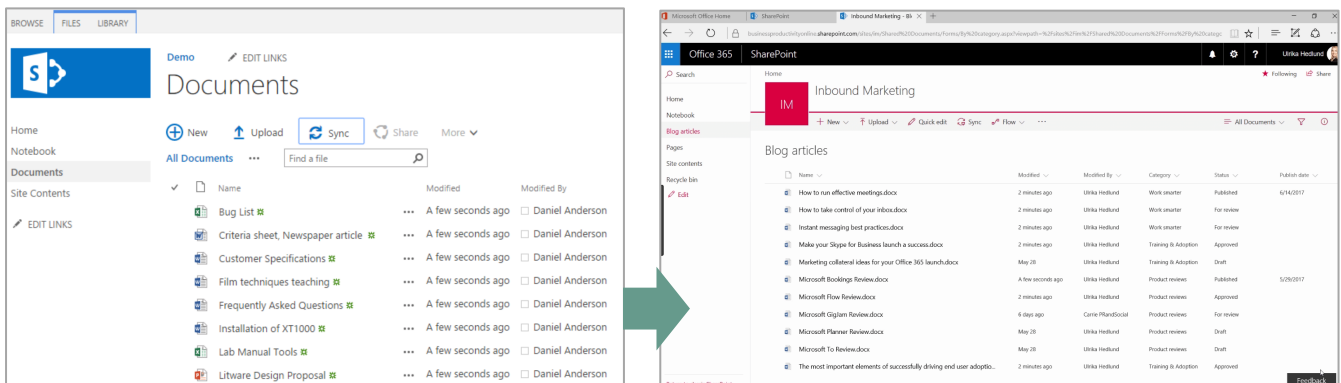 BROWSE FILES LIBRARY
S
Demo EDIT LINKS
Documents
Home
Notebook
Documents
Site Contents
EDIT LINKS
New Upload Sync Share More
All Documents ... Find a file
Name Modified Modified By
Bug List ... A few seconds ago Daniel Anderson
Criteria sheet, Newspaper article ... A few seconds ago Daniel Anderson
Customer Specifications ... A few seconds ago Daniel Anderson
Film techniques teaching ... A few seconds ago Daniel Anderson
Frequently Asked Questions ... A few seconds ago Daniel Anderson
Installation of XT1000 ... A few seconds ago Daniel Anderson
Lab Manual Tools ... A few seconds ago Daniel Anderson
Litware Design Proposal ... A few seconds ago Daniel Anderson
Microsoft Office Home SharePoint Inbound Marketing - Bl
Office 365 SharePoint ? Ulrika Hedlund
Search
Home
Notebook
Blog articles
Pages
Site contents
Recycle bin
Edit
Home Following Share
IM Inbound Marketing
New Upload Quick edit Sync Flow ... All Documents
Blog articles
Name Modified Modified By Category Status Publish date
How to run effective meetings.docx 2 minutes ago Ulrika Hedlund Work smarter Published 6/14/2017
How to take control of your inbox.docx 2 minutes ago Ulrika Hedlund Work smarter For review
Instant messaging best practices.docx 2 minutes ago Ulrika Hedlund Work smarter For review
Make your Skype for Business launch a success.docx 2 minutes ago Ulrika Hedlund Training & Adoption Approved
Marketing collateral ideas for your Office 365 launch.docx May 28 Ulrika Hedlund Training & Adoption Draft
Microsoft Bookings Review.docx A few seconds ago Ulrika Hedlund Product reviews Published 5/29/2017
Microsoft Flow Review.docx 2 minutes ago Ulrika Hedlund Product reviews Approved
Microsoft GigJam Review.docx 6 days ago Carrie PRandSocial Product reviews For review
Microsoft Planner Review.docx May 28 Ulrika Hedlund Product reviews Draft
Microsoft To Review.docx May 28 Ulrika Hedlund Product reviews Draft
The most important elements of successfully driving end user adoptio... 2 minutes ago Ulrika Hedlund Training & Adoption Approved
Feedback